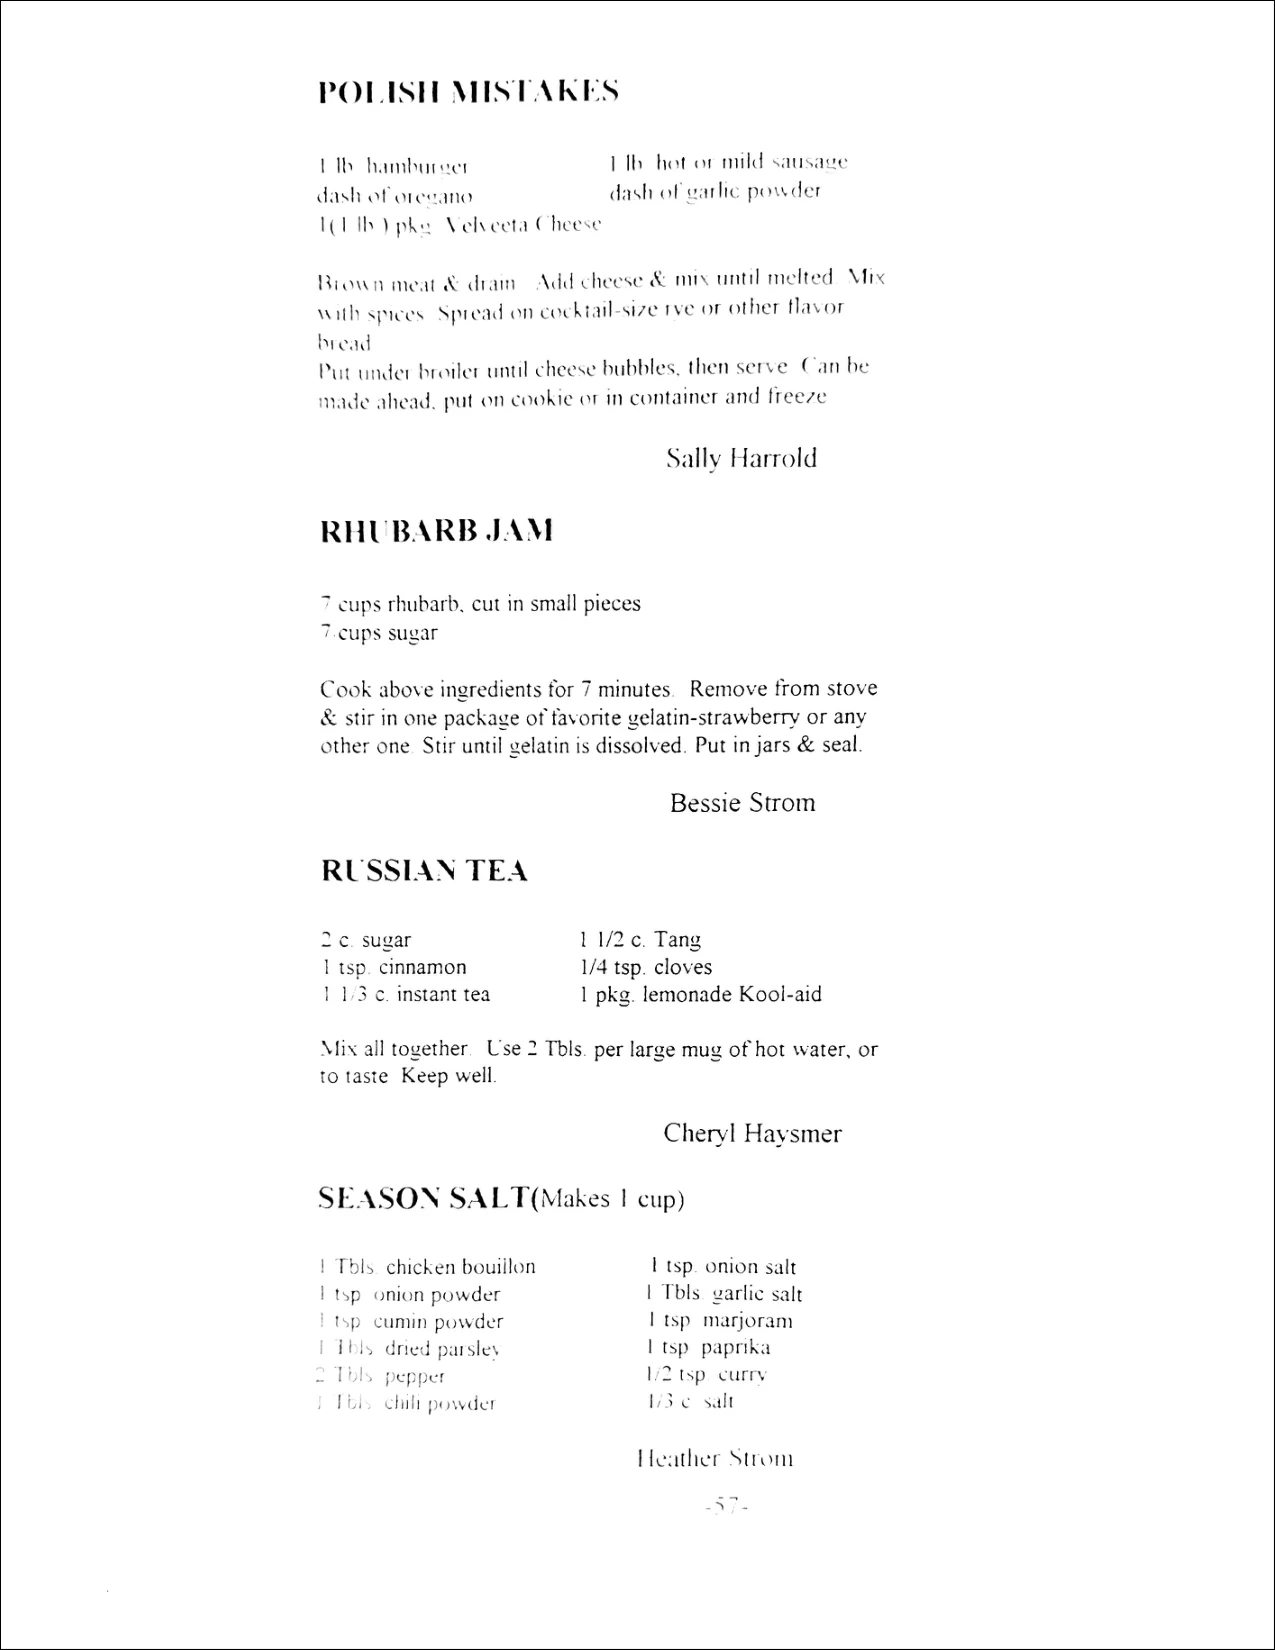 POLISH MISTAKES
1 lb. hamburger 1 lb. hot or mild sausage
dash of oregano dash of garlic powder
1(1 lb.) pkg. Velveeta Cheese
Brown meat & drain. Add cheese & mix until melted. Mix
with spices. Spread on cocktail-size rye or other flavor
bread.
Put under broiler until cheese bubbles, then serve. Can be
made ahead, put on cookie or in container and freeze.
Sally Harrold
RHUBARB JAM
7 cups rhubarb, cut in small pieces
7 cups sugar
Cook above ingredients for 7 minutes. Remove from stove
& stir in one package of favorite gelatin-strawberry or any
other one. Stir until gelatin is dissolved. Put in jars & seal.
Bessie Strom
RUSSIAN TEA
2 c. sugar 1 1/2 c. Tang
1 tsp. cinnamon 1/4 tsp. cloves
1 1/3 c. instant tea 1 pkg. lemonade Kool-aid
Mix all together. Use 2 Tbls. per large mug of hot water, or
to taste. Keep well.
Cheryl Haysmer
SEASON SALT(Makes 1 cup)
1 Tbls. chicken bouillon 1 tsp. onion salt
1 tsp. onion powder 1 Tbls. garlic salt
1 tsp. cumin powder 1 tsp. marjoram
1 Tbls. dried parsley 1 tsp. paprika
2 Tbls. pepper 1/2 tsp. curry
1 Tbls. chili powder 1/3 c. salt
Heather Strom
-57-